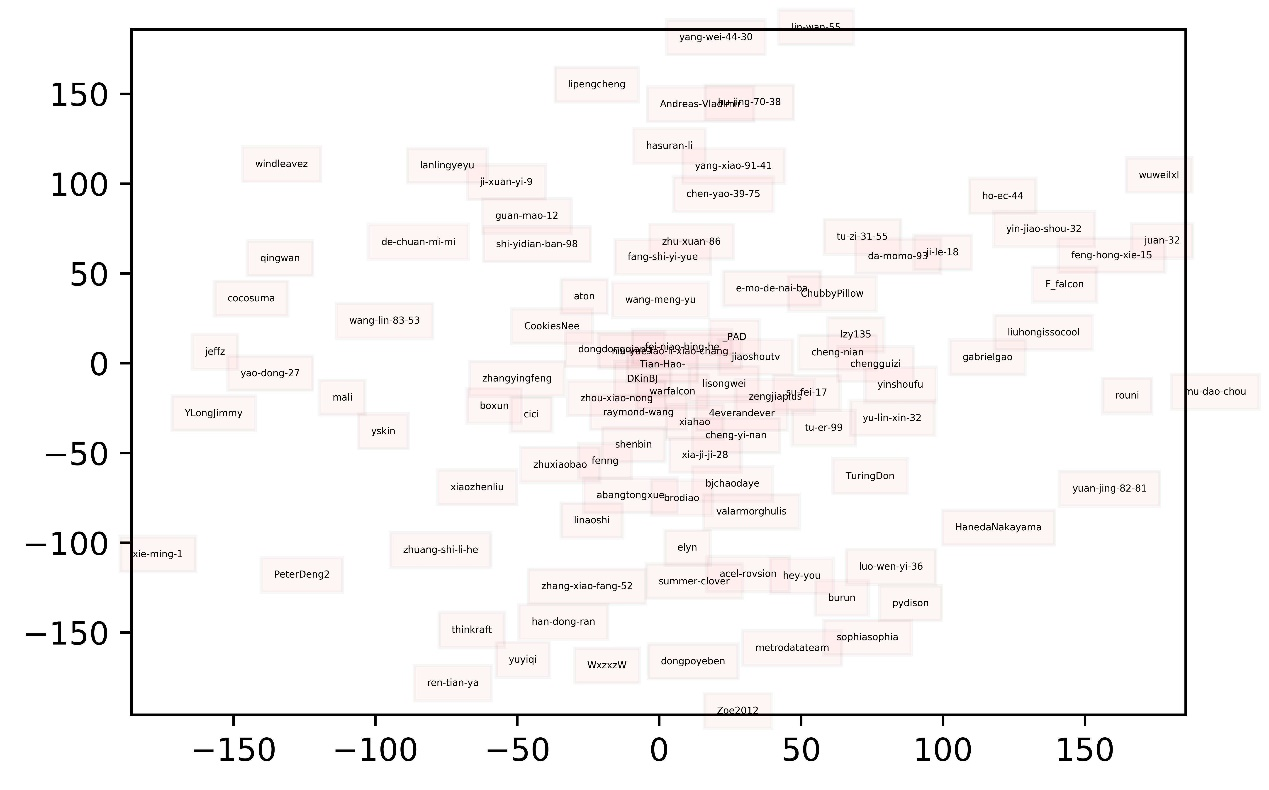 lin-wan-55
yang-wei-44-30
lipengcheng
150
Andreas-Vladimir
hu-jing-70-38
hasuran-li
windleavez
lanlingyeyu
yang-xiao-91-41
wuweilxl
100
ji-xuan-yi-9
chen-yao-39-75
ho-ec-44
guan-mao-12
yin-jiao-shou-32
tu-zi-31-55
de-chuan-mi-mi
shi-yidian-ban-98
zhu-xuan-86
juan-32
ji-le-18
qingwan
fang-shi-yi-yue
da-momo-93
feng-hong-xie-15
50
F_falcon
cocosuma
aton
wang-meng-yu
e-mo-de-nai-ba
ChubbyPillow
wang-lin-83-53
CookiesNee
liuhongissocool
_PAD
lzy135
jeffz
fei-niao-bing-he
jiaoshoutv
cheng-nian
gabrielgao
0
Tian-Hao-
chengguizi
yao-dong-27
zhangyingfeng
DKinBJ
lisongwei
yinshoufu
mali
zhou-xiao-nong
warfalcon
zengjiaplus
su-fei-17
rouni
mu-dao-chou
YLongJimmy
boxun
cici
raymond-wang
4everandever
yu-lin-xin-32
xiahao
tu-er-99
yskin
cheng-yi-nan
−50
shenbin
xia-ji-ji-28
zhuxiaobao
fenng
TuringDon
xiaozhenliu
abangtongxue
brodiao
bjchaodaye
yuan-jing-82-81
linaoshi
valarmorghulis
HanedaNakayama
−100
xie-ming-1
zhuang-shi-li-he
elyn
PeterDeng2
zhang-xiao-fang-52
summer-clover
acel-rovsion
hey-you
luo-wen-yi-36
burun
pydison
−150
thinkraft
han-dong-ran
sophiasophia
yuyiqi
WxzxzW
dongpoyeben
metrodatateam
ren-tian-ya
Zoe2012
−150
−100
−50
0
50
100
150